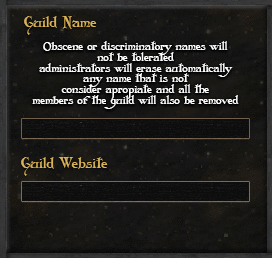 Guild Name
Obscene or discriminatory names will
not be tolerated
administrators will erase automatically
any name that is not
consider apropiate and all the
members of the guild will also be removed
Guild Website